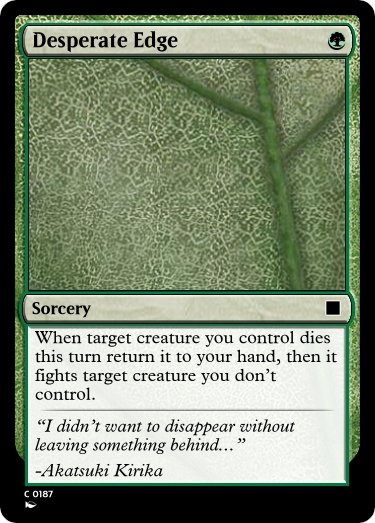 Desperate Edge
Sorcery
When target creature you control dies
this turn return it to your hand, then it
fights target creature you don't
control.
“I didn't want to disappear without
leaving something behind…”
-Akatsuki Kirika
C 0187